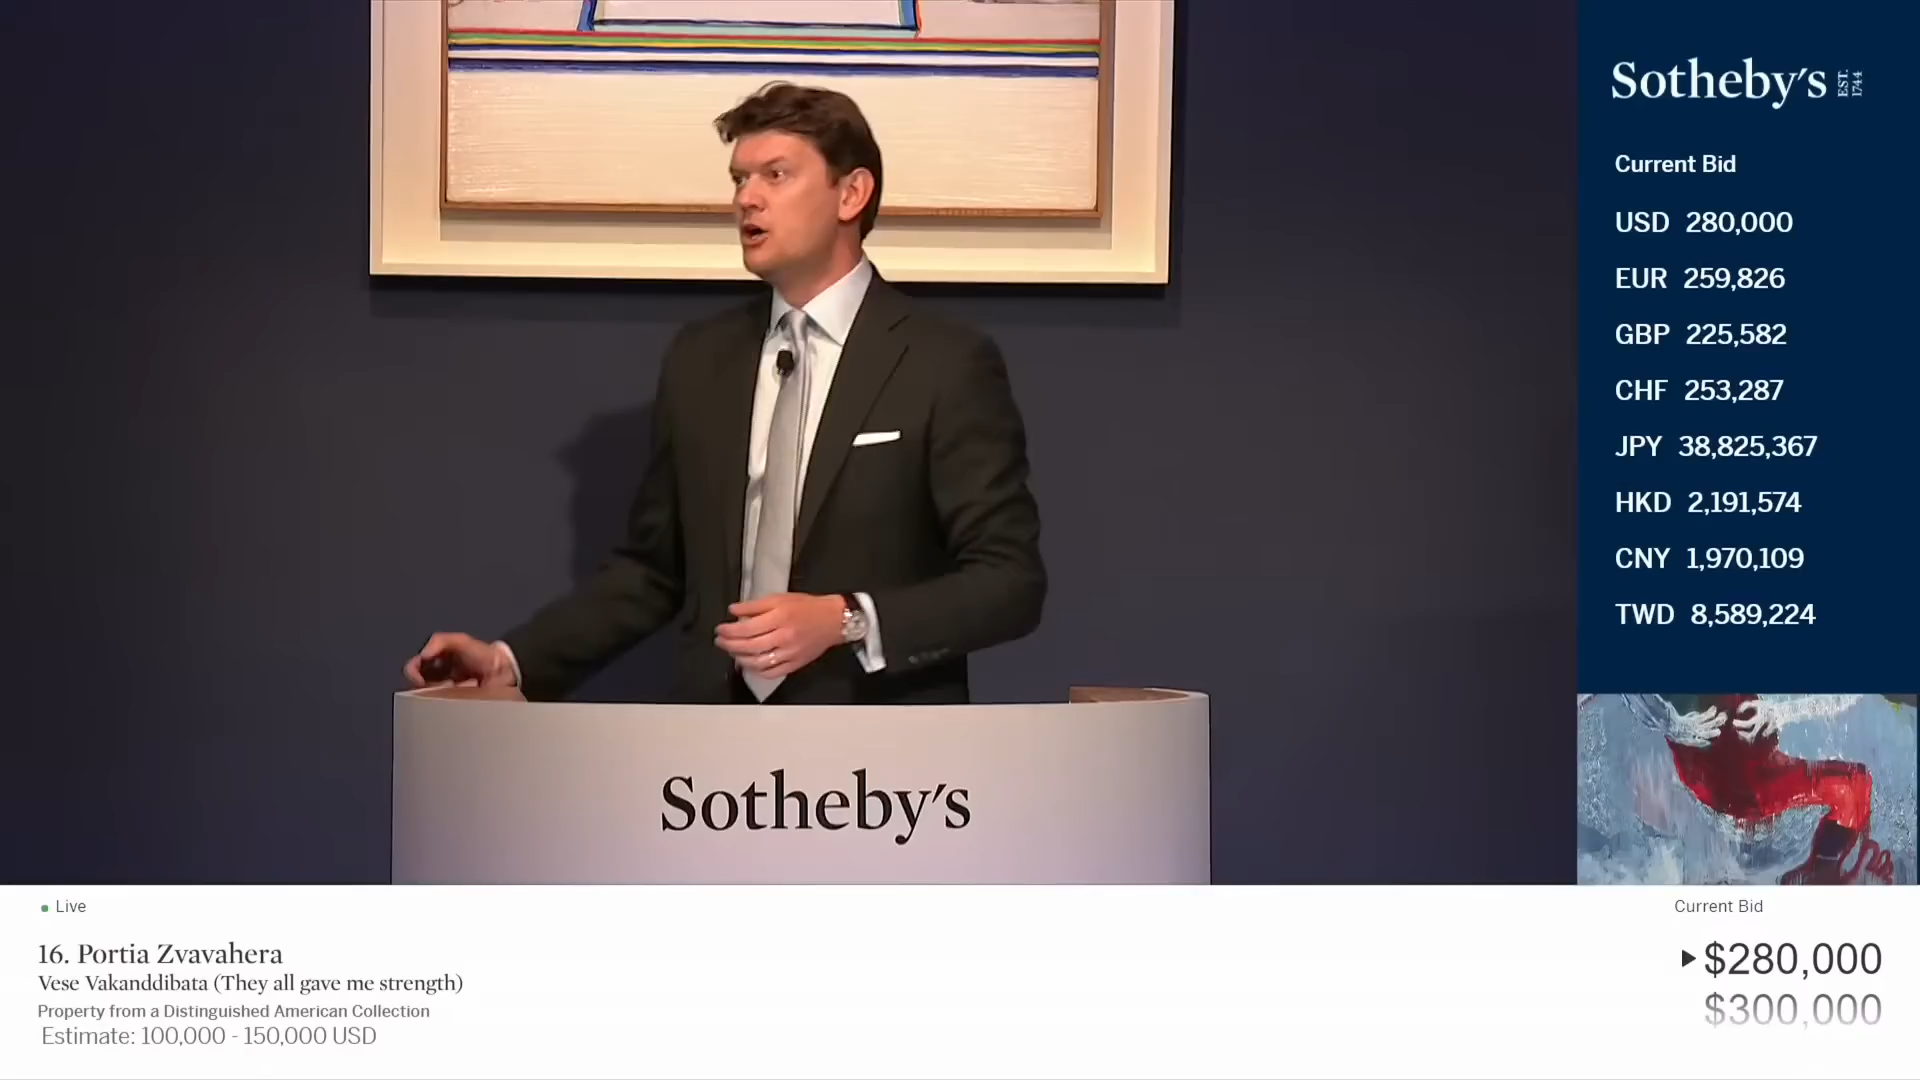 Sotheby's EST. 1744
Current Bid
USD 280,000
EUR 259,826
GBP 225,582
CHF 253,287
JPY 38,825,367
HKD 2,191,574
CNY 1,970,109
TWD 8,589,224
Sotheby's
Live
16. Portia Zvavahera
Vese Vakanddibata (They all gave me strength)
Property from a Distinguished American Collection
Estimate: 100,000 - 150,000 USD
Current Bid
$280,000
$300,000